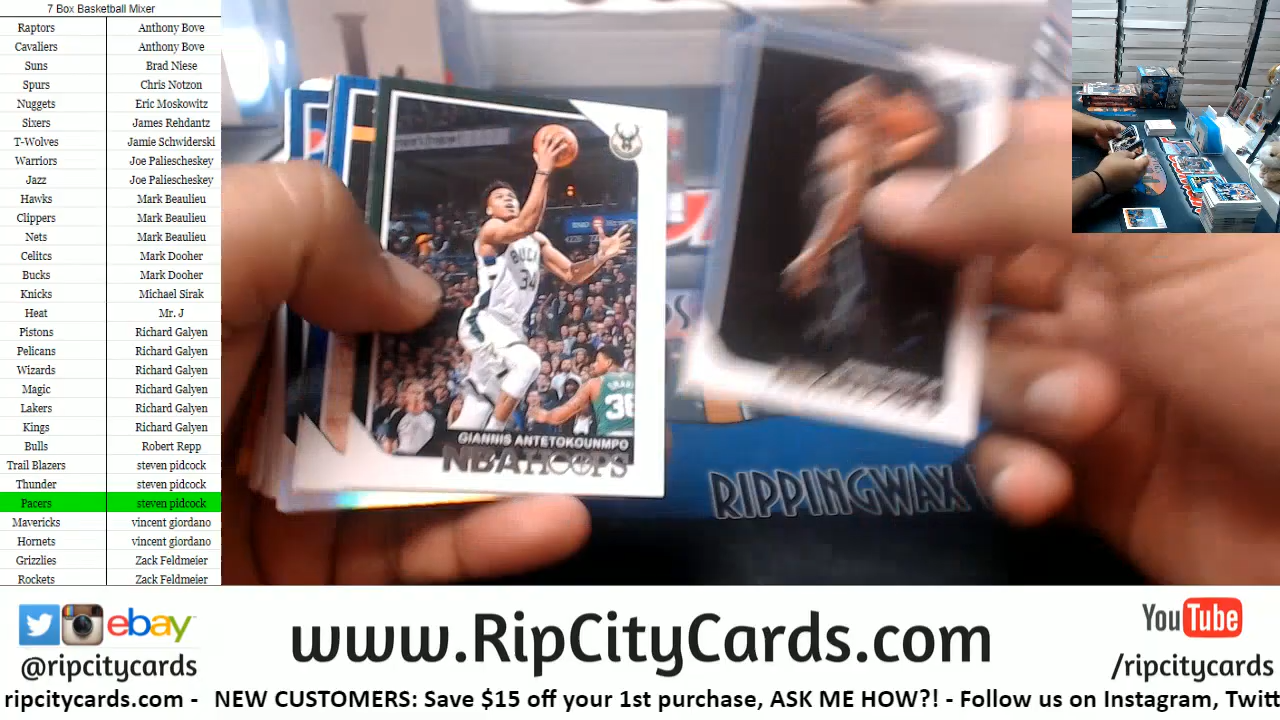 7 Box Basketball Mixer
Raptors Anthony Bove
Cavaliers Anthony Bove
Suns Brad Niese
Spurs Chris Notzon
Nuggets Eric Moskowitz
Sixers James Rehdantz
T-Wolves Jamie Schwiderski
Warriors Joe Paliescheskey
Jazz Joe Paliescheskey
Hawks Mark Beaulieu
Clippers Mark Beaulieu
Nets Mark Beaulieu
Celitcs Mark Dooher
Bucks Mark Dooher
Knicks Michael Sirak
Heat Mr. J
Pistons Richard Galyen
Pelicans Richard Galyen
Wizards Richard Galyen
Magic Richard Galyen
Lakers Richard Galyen
Kings Richard Galyen
Bulls Robert Repp
Trail Blazers steven pidcock
Thunder steven pidcock
Pacers steven pidcock
Mavericks vincent giordano
Hornets vincent giordano
Grizzlies Zack Feldmeier
Rockets Zack Feldmeier
BUCKS
34
36
GIANNIS ANTETOKOUNMPO
NBA HOOPS
RIPPINGWAX
ebay
@ripcitycards
www.RipCityCards.com
YouTube
/ripcitycards
ripcitycards.com - NEW CUSTOMERS: Save $15 off your 1st purchase, ASK ME HOW?! - Follow us on Instagram, Twitt